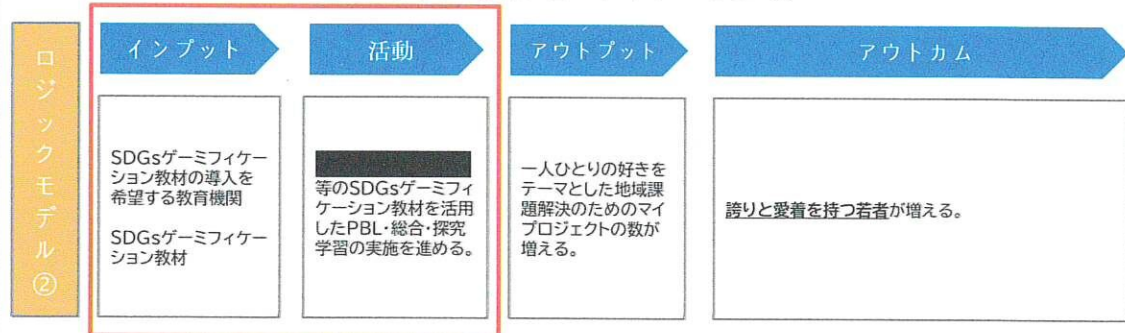 ロジックモデル②
インプット
活動
アウトプット
アウトカム
SDGsゲーミフィケー
ション教材の導入を
希望する教育機関
SDGsゲーミフィケー
ション教材
等のSDGsゲーミフィ
ケーション教材を活用
したPBL・総合・探究
学習の実施を進める。
一人ひとりの好きを
テーマとした地域課
題解決のためのマイ
プロジェクトの数が
増える。
誇りと愛着を持つ若者が増える。